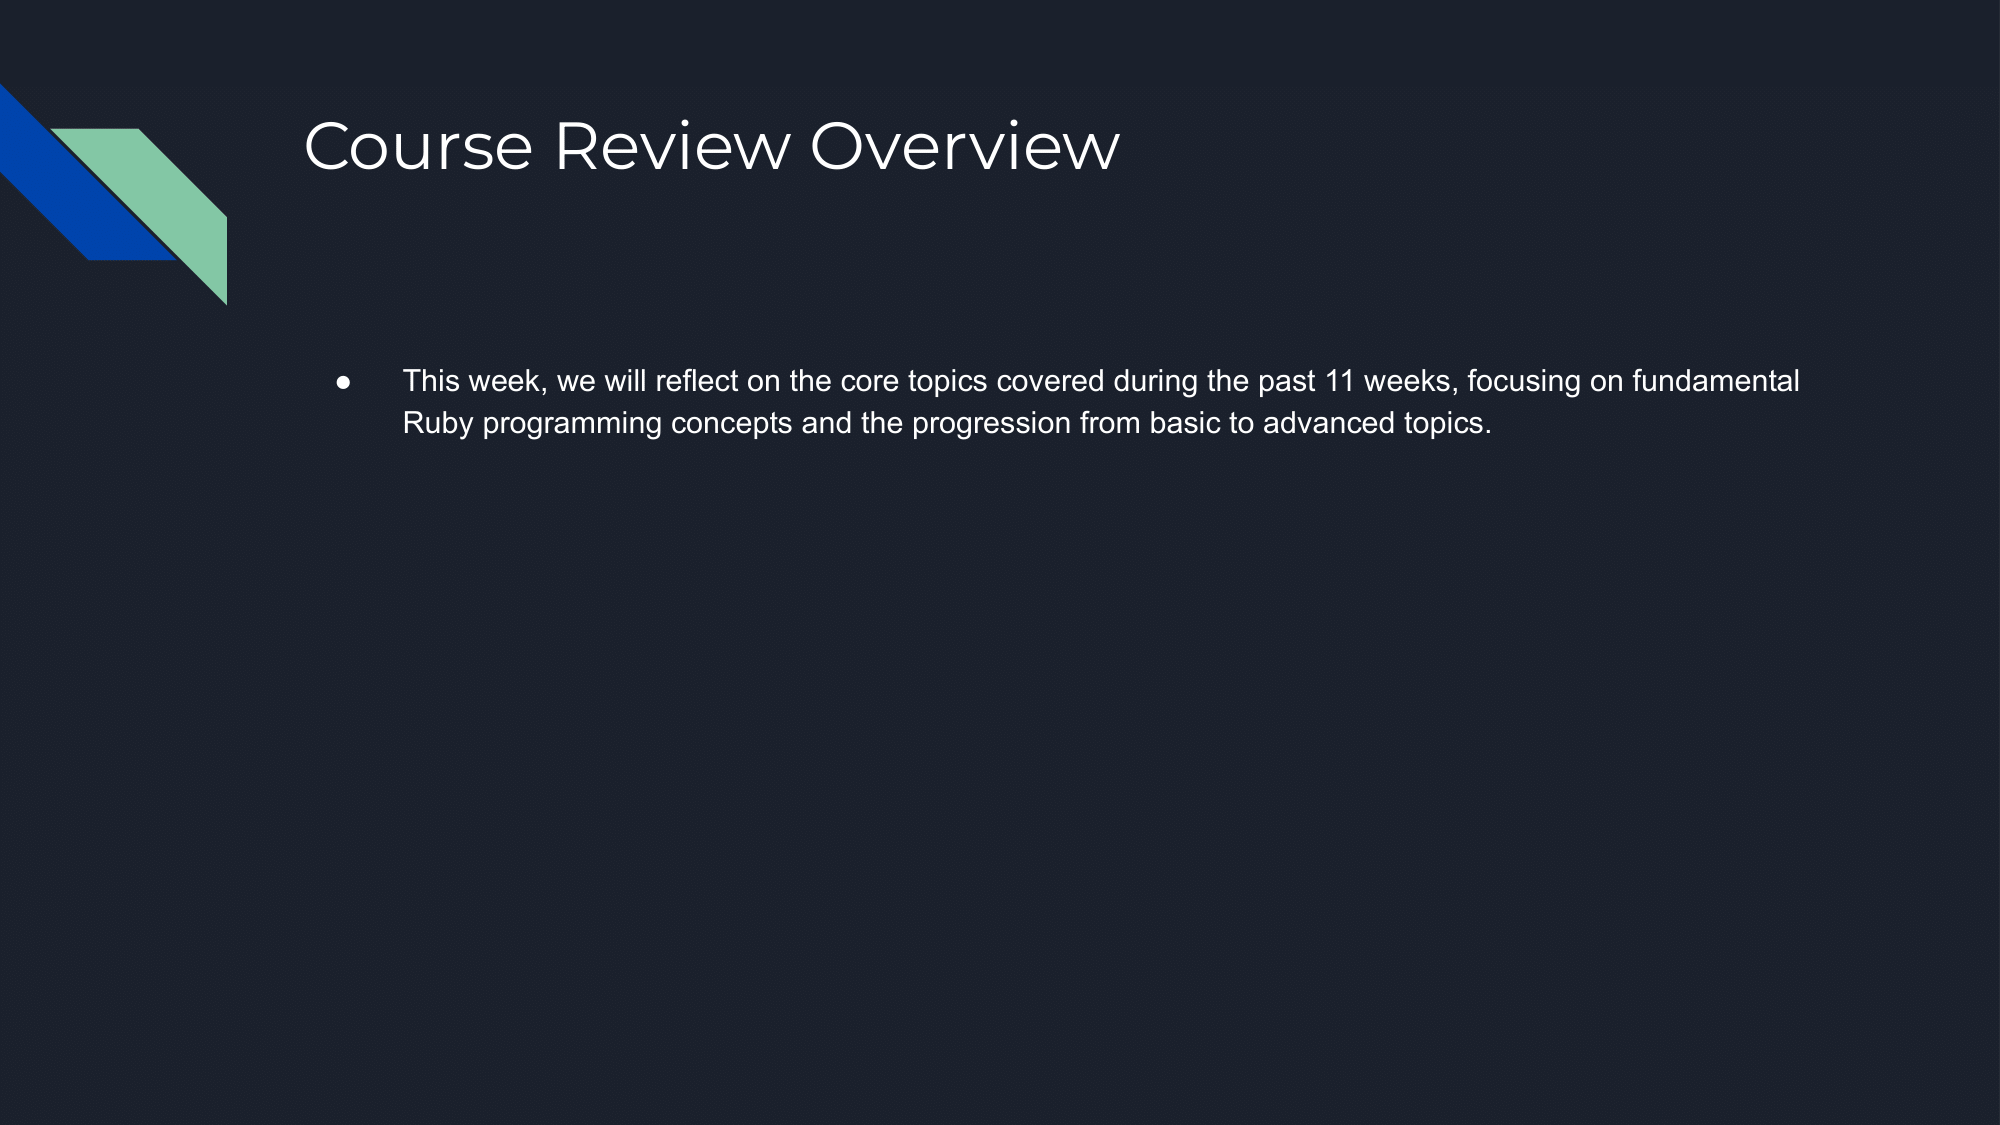 Course Review Overview
● This week, we will reflect on the core topics covered during the past 11 weeks, focusing on fundamental
Ruby programming concepts and the progression from basic to advanced topics.